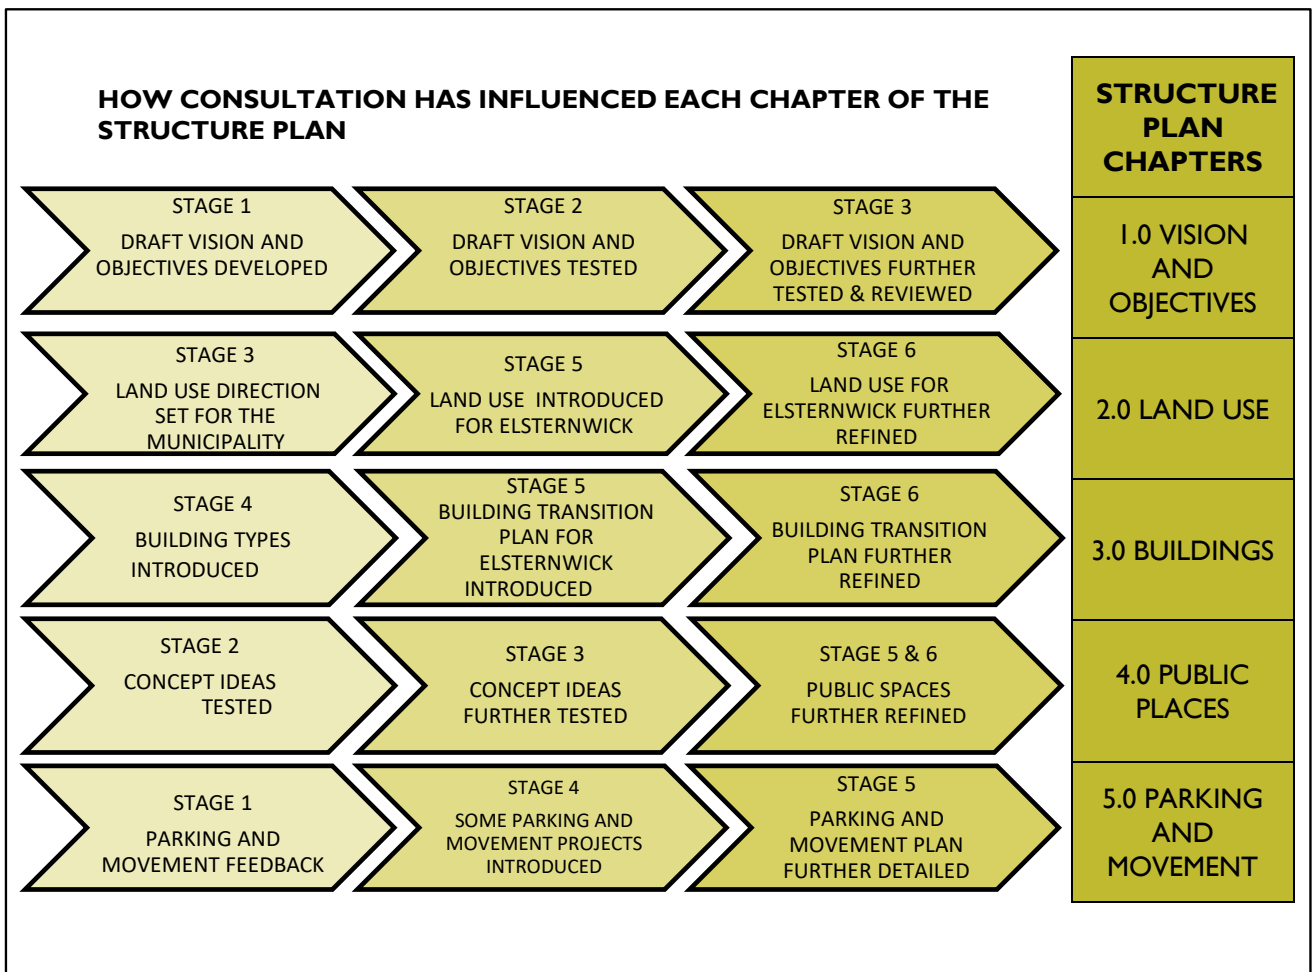 HOW CONSULTATION HAS INFLUENCED EACH CHAPTER OF THE
STRUCTURE PLAN
STRUCTURE
PLAN
CHAPTERS
STAGE 1
DRAFT VISION AND
OBJECTIVES DEVELOPED
STAGE 2
DRAFT VISION AND
OBJECTIVES TESTED
STAGE 3
DRAFT VISION AND
OBJECTIVES FURTHER
TESTED & REVIEWED
1.0 VISION
AND
OBJECTIVES
STAGE 3
LAND USE DIRECTION
SET FOR THE
MUNICIPALITY
STAGE 5
LAND USE INTRODUCED
FOR ELSTERNWICK
STAGE 6
LAND USE FOR
ELSTERNWICK FURTHER
REFINED
2.0 LAND USE
STAGE 4
BUILDING TYPES
INTRODUCED
STAGE 5
BUILDING TRANSITION
PLAN FOR
ELSTERNWICK
INTRODUCED
STAGE 6
BUILDING TRANSITION
PLAN FURTHER
REFINED
3.0 BUILDINGS
STAGE 2
CONCEPT IDEAS
TESTED
STAGE 3
CONCEPT IDEAS
FURTHER TESTED
STAGE 5 & 6
PUBLIC SPACES
FURTHER REFINED
4.0 PUBLIC
PLACES
STAGE 1
PARKING AND
MOVEMENT FEEDBACK
STAGE 4
SOME PARKING AND
MOVEMENT PROJECTS
INTRODUCED
STAGE 5
PARKING AND
MOVEMENT PLAN
FURTHER DETAILED
5.0 PARKING
AND
MOVEMENT